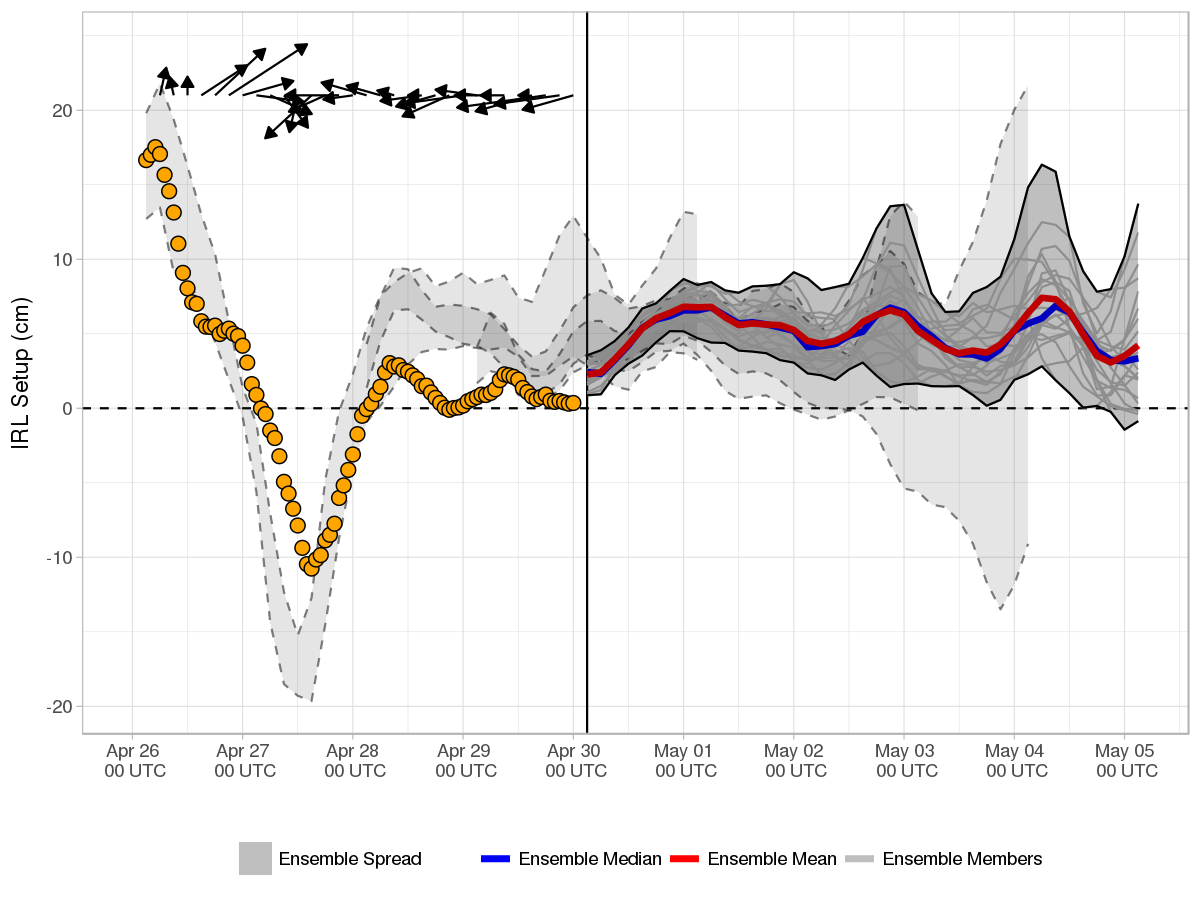 IRL Setup (cm)
20
10
0
-10
-20
Apr 26 Apr 27 Apr 28 Apr 29 Apr 30 May 01 May 02 May 03 May 04 May 05
00 UTC 00 UTC 00 UTC 00 UTC 00 UTC 00 UTC 00 UTC 00 UTC 00 UTC 00 UTC
Ensemble Spread Ensemble Median Ensemble Mean Ensemble Members